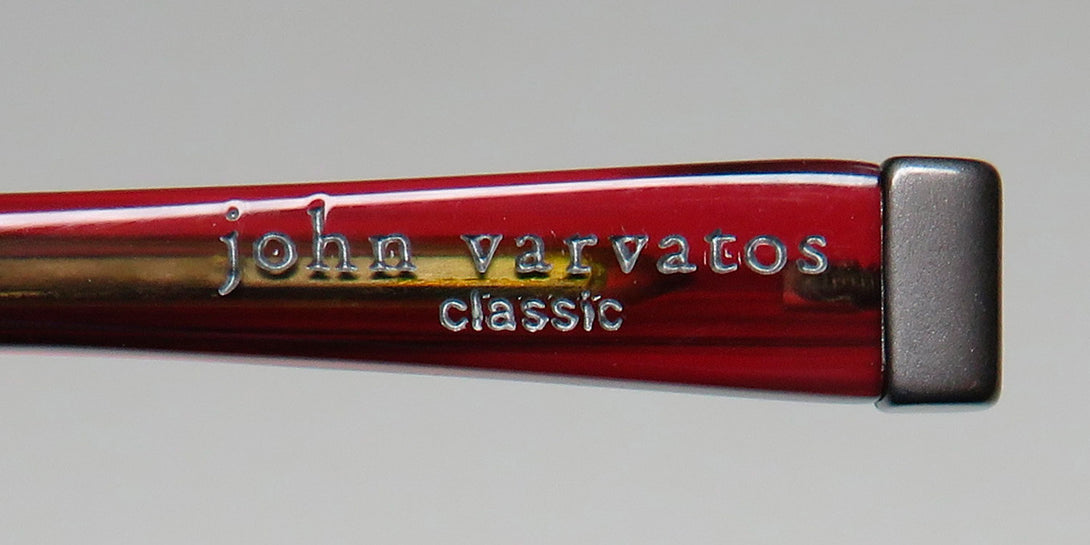 john varvatos
classic